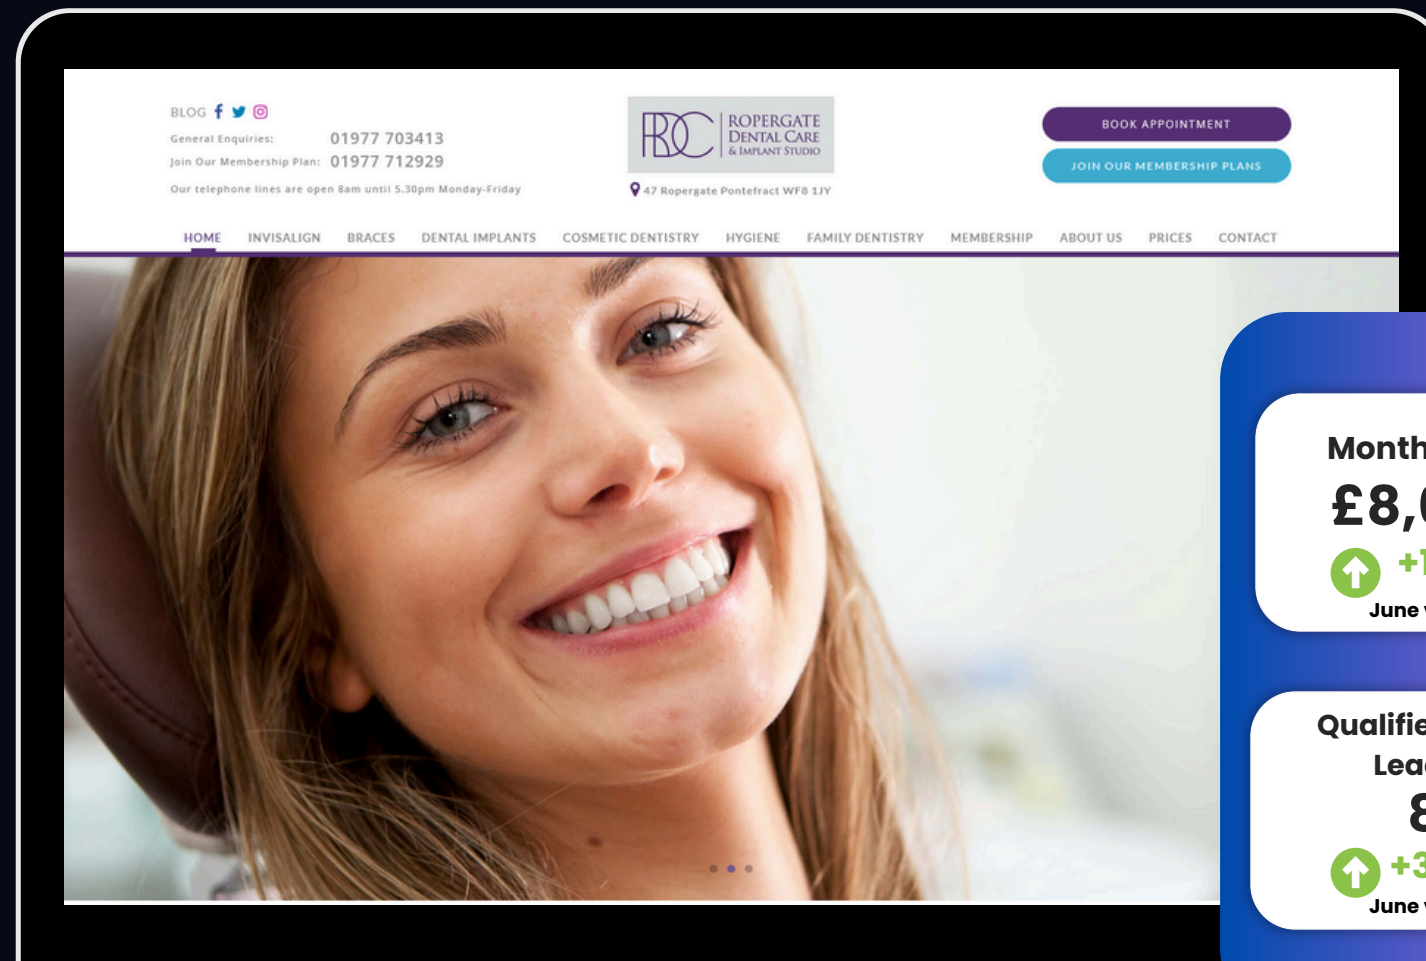 BLOG
General Enquiries: 01977 703413
Join Our Membership Plan: 01977 712929
Our telephone lines are open 8am until 5.30pm Monday-Friday
RDC
ROPERGATE
DENTAL CARE
& IMPLANT STUDIO
47 Ropergate Pontefract WF8 1JY
BOOK APPOINTMENT
JOIN OUR MEMBERSHIP PLANS
HOME INVISALIGN BRACES DENTAL IMPLANTS COSMETIC DENTISTRY HYGIENE FAMILY DENTISTRY MEMBERSHIP ABOUT US PRICES CONTACT
Month
£8,
+1
June
Qualifie
Lea
8
+3
June